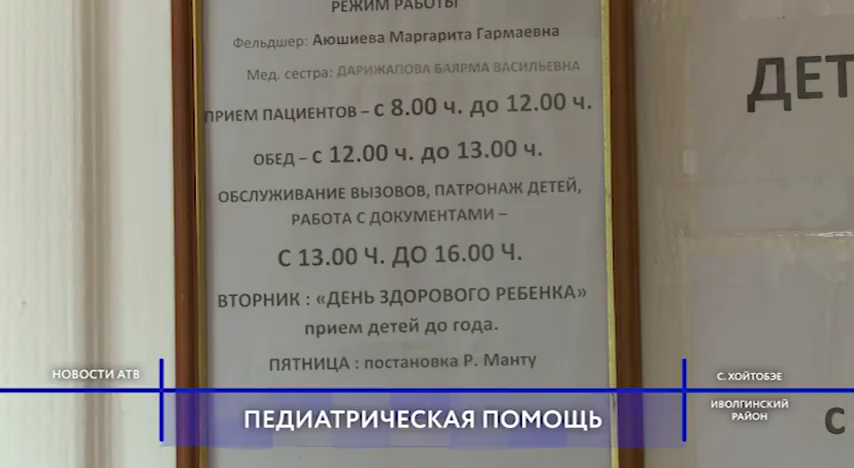 РЕЖИМ РАБОТЫ
Фельдшер: Аюшиева Маргарита Гармаевна
Мед. сестра: ДАРИЖАПОВА БАЯРМА ВАСИЛЬЕВНА
ПРИЕМ ПАЦИЕНТОВ – с 8.00 ч. до 12.00 ч.
ОБЕД – с 12.00 ч. до 13.00 ч.
ОБСЛУЖИВАНИЕ ВЫЗОВОВ, ПАТРОНАЖ ДЕТЕЙ,
РАБОТА С ДОКУМЕНТАМИ –
С 13.00 Ч. ДО 16.00 Ч.
ВТОРНИК : «ДЕНЬ ЗДОРОВОГО РЕБЕНКА»
прием детей до года.
ПЯТНИЦА : постановка Р. Манту
ДЕТ
с
НОВОСТИ АТВ
ПЕДИАТРИЧЕСКАЯ ПОМОЩЬ
С. ХОЙТОБЭЕ
ИВОЛГИНСКИЙ
РАЙОН